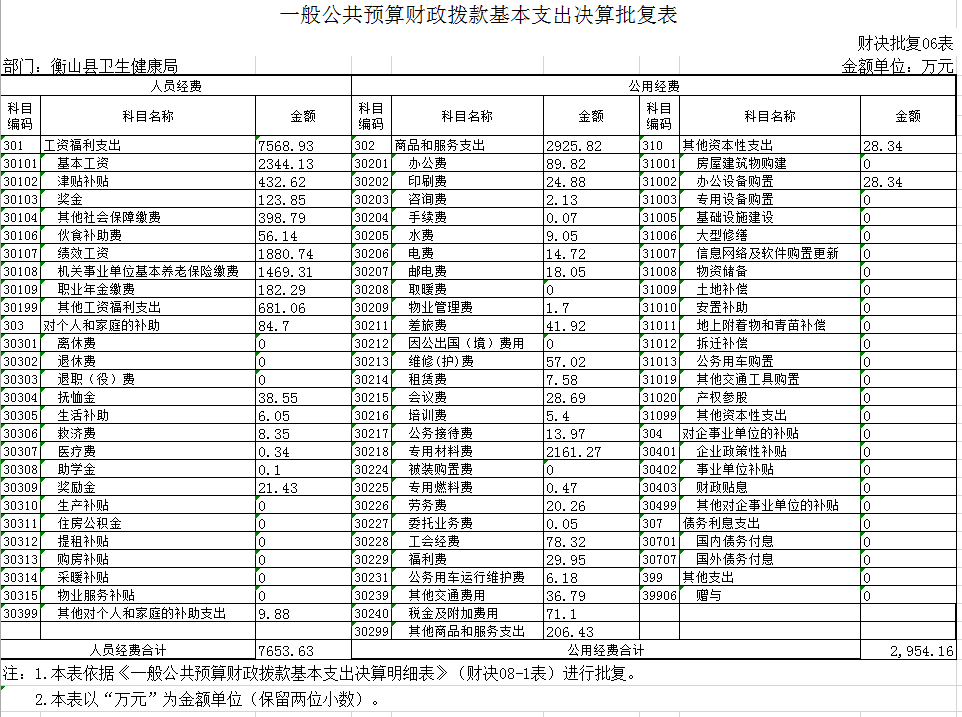 一般公共预算财政拨款基本支出决算批复表
财决批复06表
部门：衡山县卫生健康局 金额单位：万元
人员经费 公用经费
科目编码 科目名称 金额 科目编码 科目名称 金额 科目编码 科目名称 金额
301 工资福利支出 7568.93 302 商品和服务支出 2925.82 310 其他资本性支出 28.34
30101 基本工资 2344.13 30201 办公费 89.82 31001 房屋建筑物购建 0
30102 津贴补贴 432.62 30202 印刷费 24.88 31002 办公设备购置 28.34
30103 奖金 123.85 30203 咨询费 2.13 31003 专用设备购置 0
30104 其他社会保障缴费 398.79 30204 手续费 0.07 31005 基础设施建设 0
30106 伙食补助费 56.14 30205 水费 9.05 31006 大型修缮 0
30107 绩效工资 1880.74 30206 电费 14.72 31007 信息网络及软件购置更新 0
30108 机关事业单位基本养老保险缴费 1469.31 30207 邮电费 18.05 31008 物资储备 0
30109 职业年金缴费 182.29 30208 取暖费 0 31009 土地补偿 0
30199 其他工资福利支出 681.06 30209 物业管理费 1.7 31010 安置补助 0
303 对个人和家庭的补助 84.7 30211 差旅费 41.92 31011 地上附着物和青苗补偿 0
30301 离休费 0 30212 因公出国（境）费用 0 31012 拆迁补偿 0
30302 退休费 0 30213 维修(护)费 57.02 31013 公务用车购置 0
30303 退职（役）费 0 30214 租赁费 7.58 31019 其他交通工具购置 0
30304 抚恤金 38.55 30215 会议费 28.69 31020 产权参股 0
30305 生活补助 6.05 30216 培训费 5.4 31099 其他资本性支出 0
30306 救济费 8.35 30217 公务接待费 13.97 304 对企事业单位的补贴 0
30307 医疗费 0.34 30218 专用材料费 2161.27 30401 企业政策性补贴 0
30308 助学金 0.1 30224 被装购置费 0 30402 事业单位补贴 0
30309 奖励金 21.43 30225 专用燃料费 0.47 30403 财政贴息 0
30310 生产补贴 0 30226 劳务费 20.26 30499 其他对企事业单位的补贴 0
30311 住房公积金 0 30227 委托业务费 0.05 307 债务利息支出 0
30312 提租补贴 0 30228 工会经费 78.32 30701 国内债务付息 0
30313 购房补贴 0 30229 福利费 29.95 30707 国外债务付息 0
30314 采暖补贴 0 30231 公务用车运行维护费 6.18 399 其他支出 0
30315 物业服务补贴 0 30239 其他交通费用 36.79 39906 赠与 0
30399 其他对个人和家庭的补助支出 9.88 30240 税金及附加费用 71.1
30299 其他商品和服务支出 206.43
人员经费合计 7653.63 公用经费合计 2,954.16
注：1.本表依据《一般公共预算财政拨款基本支出决算明细表》（财决08-1表）进行批复。
2.本表以“万元”为金额单位（保留两位小数）。